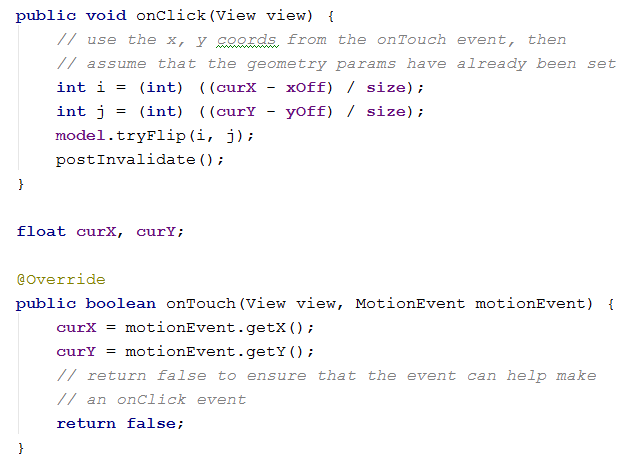 public void onClick(View view) {
// use the x, y coords from the onTouch event, then
// assume that the geometry params have already been set
int i = (int) ((curX - xOff) / size);
int j = (int) ((curY - yOff) / size);
model.tryFlip(i, j);
postInvalidate();
}
float curX, curY;
@Override
public boolean onTouch(View view, MotionEvent motionEvent) {
curX = motionEvent.getX();
curY = motionEvent.getY();
// return false to ensure that the event can help make
// an onClick event
return false;
}